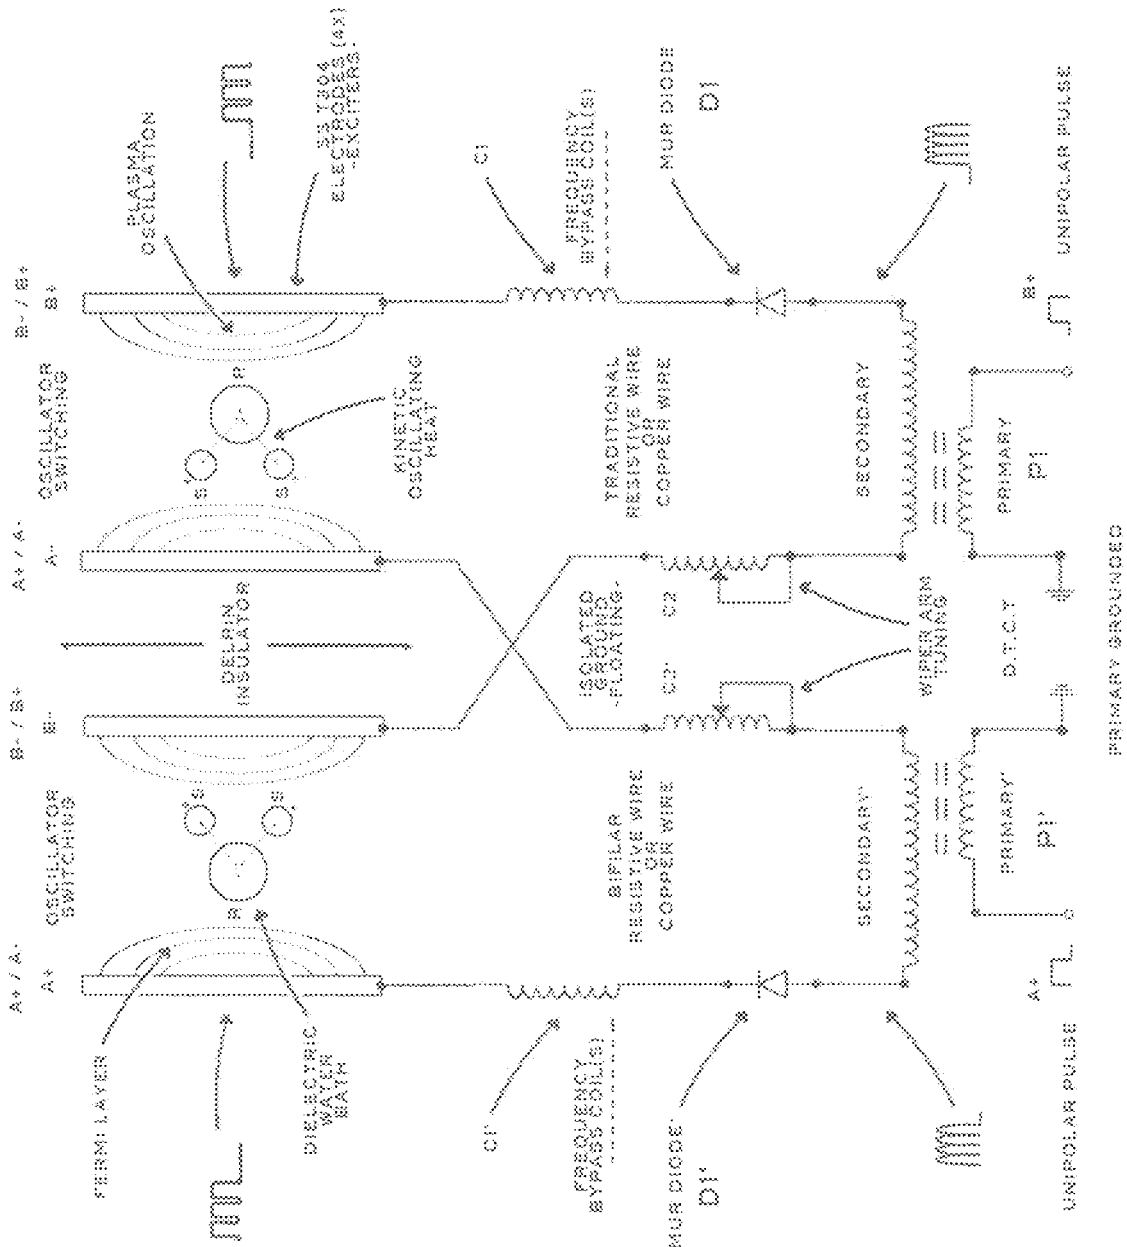 A+ / A-
A+
OSCILLATOR
SWITCHING
B- / B+
B-
A+ / A-
A-
OSCILLATOR
SWITCHING
B- / B+
B+
FERMI LAYER
DIELECTRIC
WATER
BATH
R
S
S
DELRIN
INSULATOR
S
S
R
KINETIC
OSCILLATING
HEAT
PLASMA
OSCILLATION
SS T304
ELECTRODES (4X)
-EXCITERS-
C1'
C1
FREQUENCY
BYPASS COIL(S)
BIFILAR
RESISTIVE WIRE
OR
COPPER WIRE
ISOLATED
GROUND
-FLOATING-
C2'
C2
TRADITIONAL
RESISTIVE WIRE
OR
COPPER WIRE
FREQUENCY
BYPASS COIL(S)
MUR DIODE'
D1'
MUR DIODE
D1
SECONDARY'
WIPER ARM
TUNING
SECONDARY
UNIPOLAR PULSE
A+
PRIMARY'
P1'
D.T.C.Y
PRIMARY
P1
B+
UNIPOLAR PULSE
PRIMARY GROUNDED